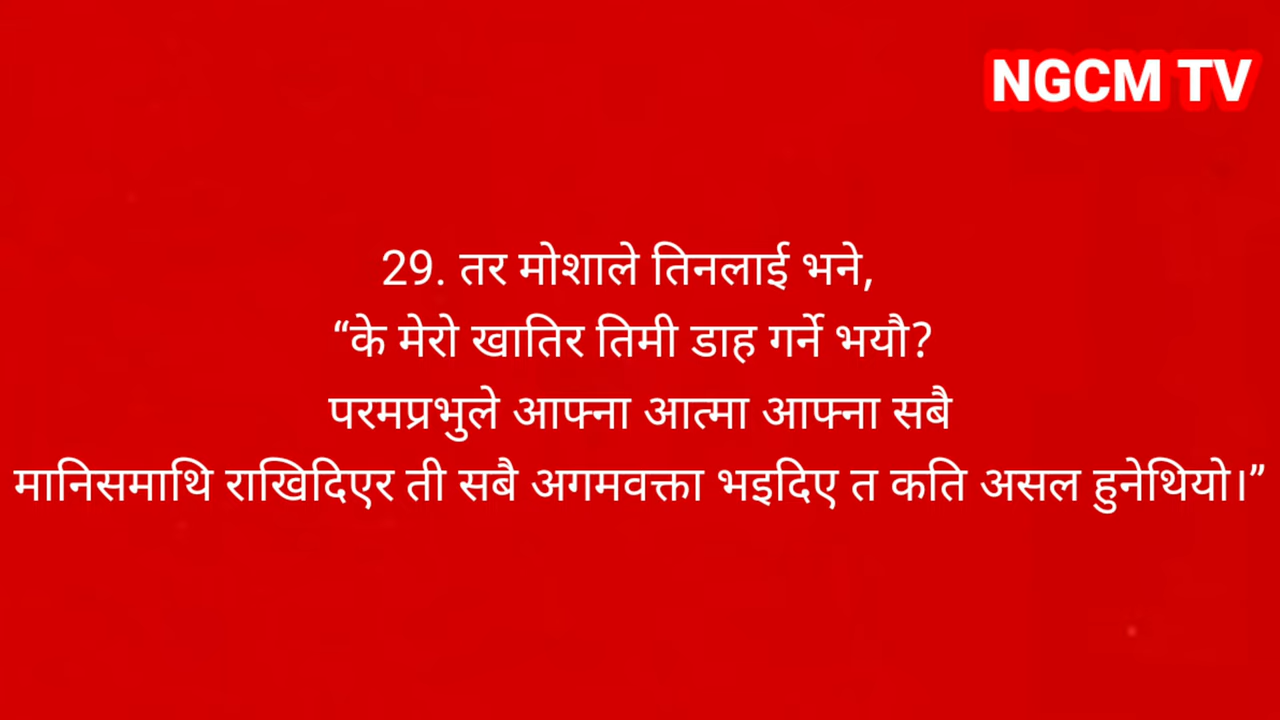 NGCM TV
29. तर मोशाले तिनलाई भने,
“के मेरो खातिर तिमी डाह गर्ने भयौ?
परमप्रभुले आफ्ना आत्मा आफ्ना सबै
मानिसमाथि राखिदिएर ती सबै अगमवक्ता भइदिए त कति असल हुनेथियो।”